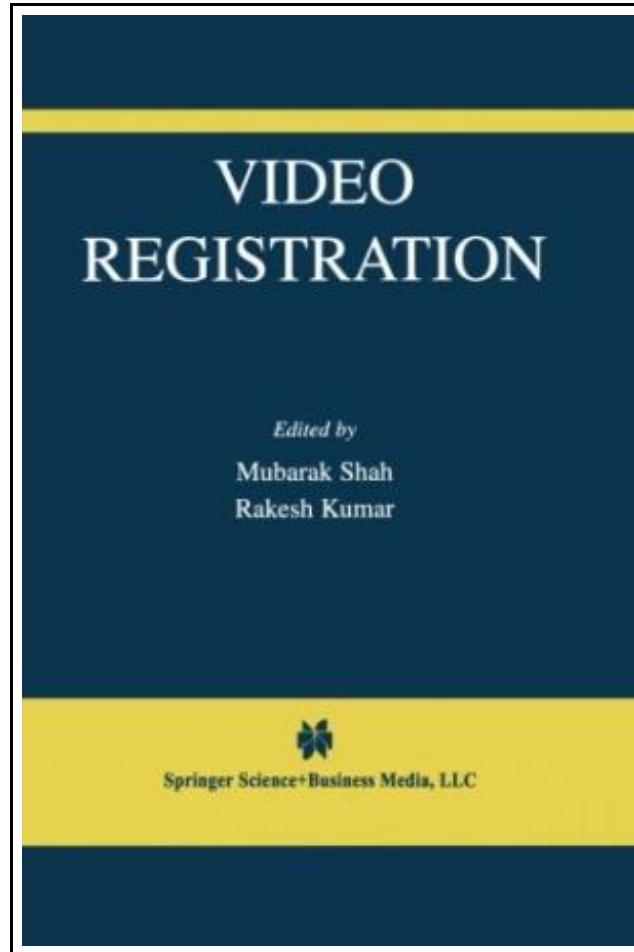 VIDEO
REGISTRATION
Edited by
Mubarak Shah
Rakesh Kumar
Springer Science+Business Media, LLC